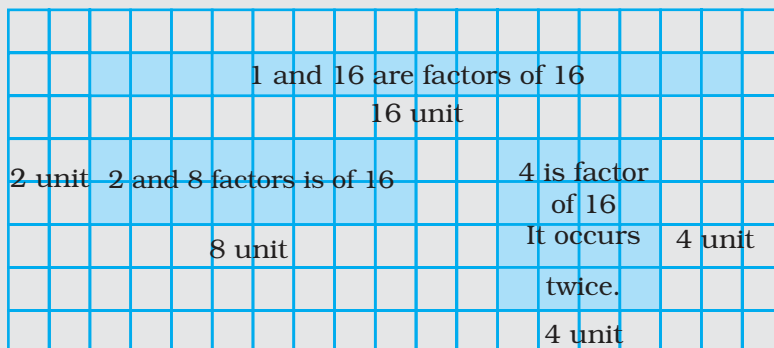 1 and 16 are factors of 16
16 unit
2 unit
2 and 8 factors is of 16
8 unit
4 is factor
of 16
It occurs
twice.
4 unit
4 unit